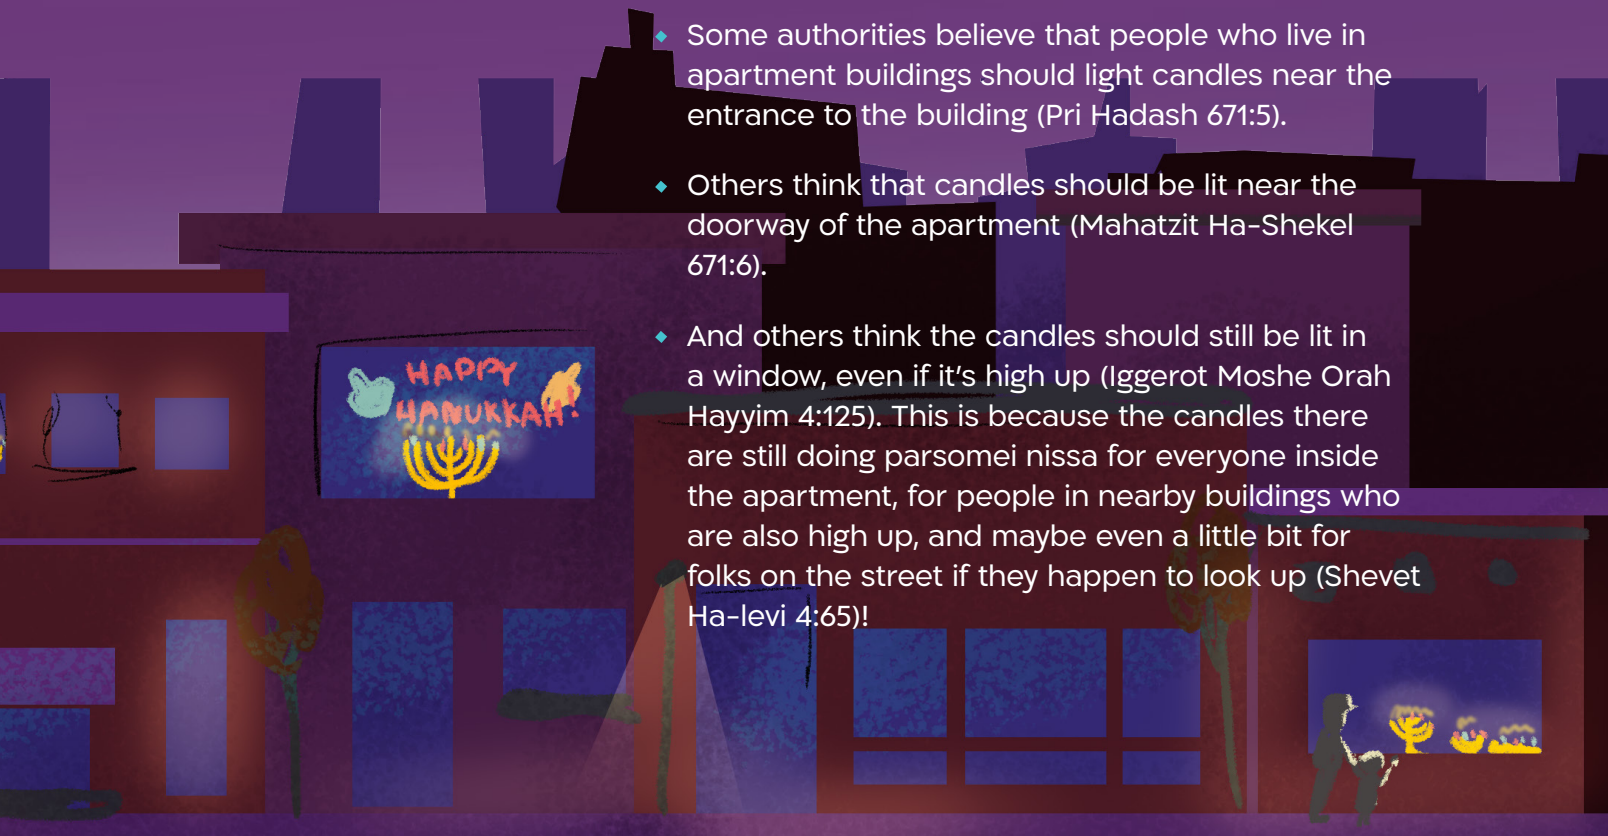 Some authorities believe that people who live in
apartment buildings should light candles near the
entrance to the building (Pri Hadash 671:5).
Others think that candles should be lit near the
doorway of the apartment (Mahatzit Ha-Shekel
671:6).
And others think the candles should still be lit in
a window, even if it's high up (Iggerot Moshe Orah
Hayyim 4:125). This is because the candles there
are still doing parsomei nissa for everyone inside
the apartment, for people in nearby buildings who
are also high up, and maybe even a little bit for
folks on the street if they happen to look up (Shevet
Ha-levi 4:65)!
HAPPY
HANUKKAH!